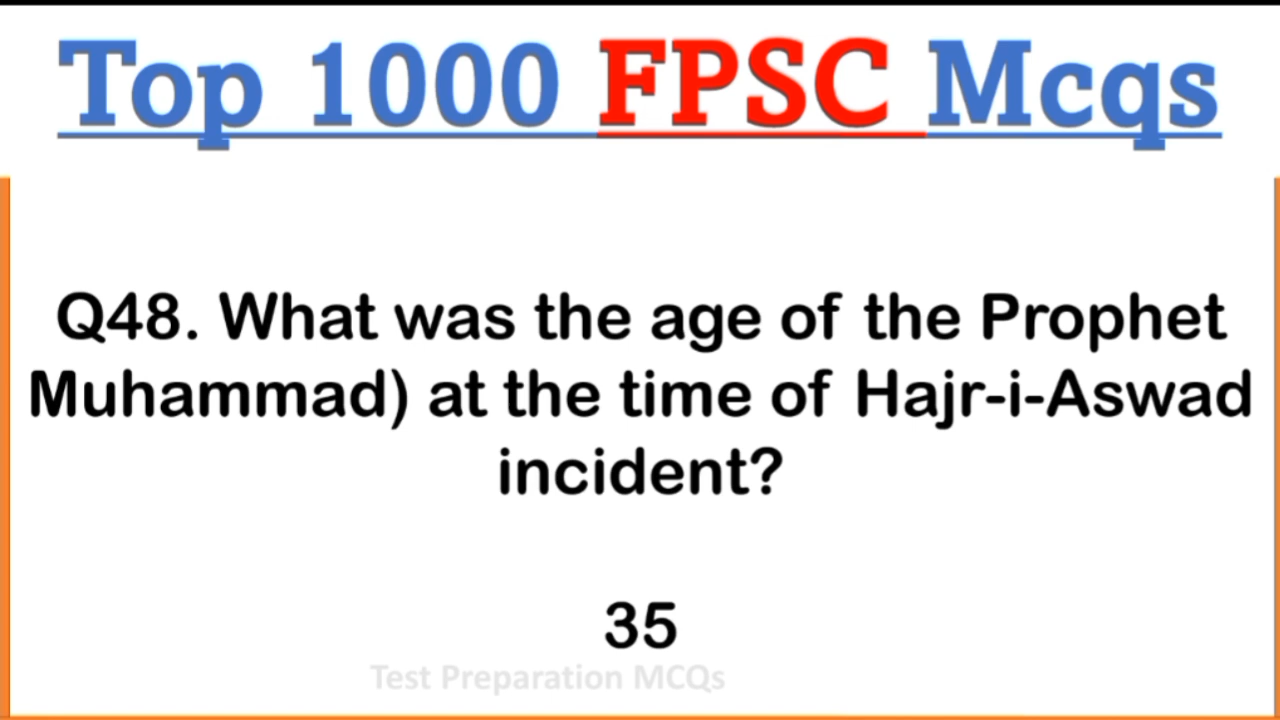 Top 1000 FPSC Mcqs
Q48. What was the age of the Prophet
Muhammad) at the time of Hajr-i-Aswad
incident?
35
Test Preparation MCQs